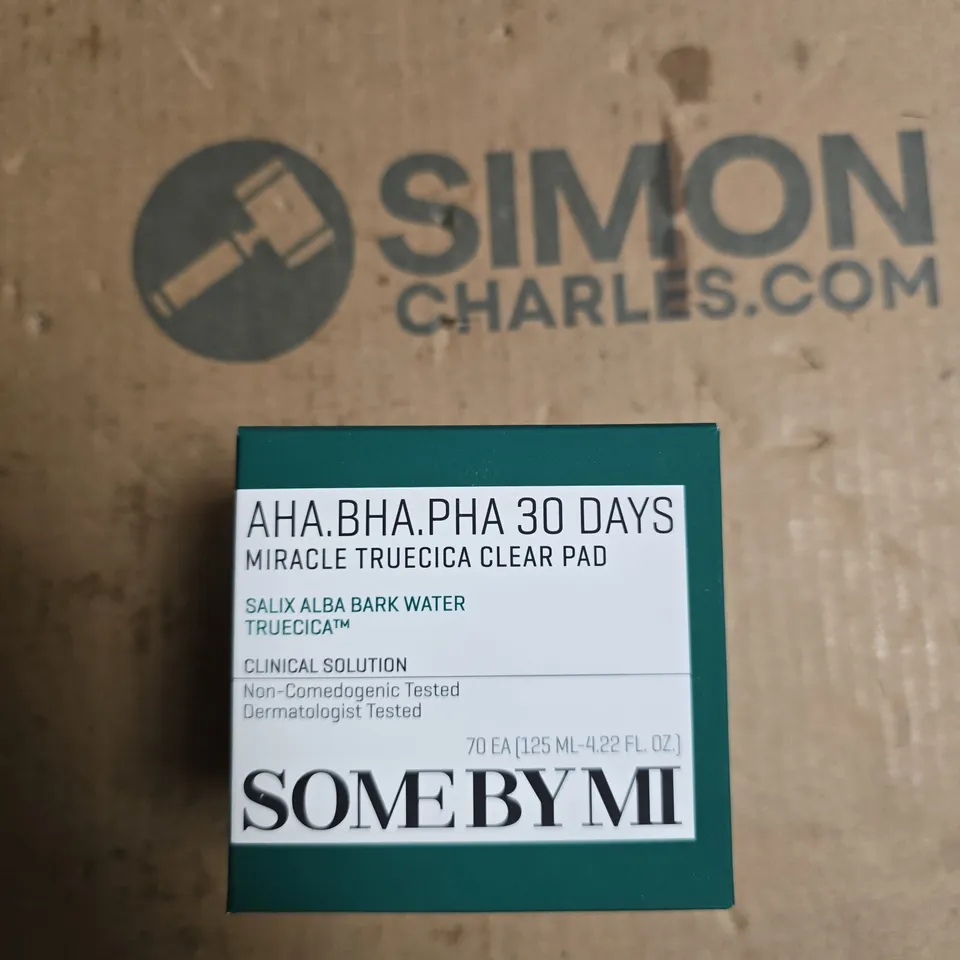 SIMON
CHARLES.COM
AHA.BHA.PHA 30 DAYS
MIRACLE TRUECICA CLEAR PAD
SALIX ALBA BARK WATER
TRUECICA™
CLINICAL SOLUTION
Non-Comedogenic Tested
Dermatologist Tested
70 EA [125 ML-4.22 FL. OZ.]
SOME BY MI